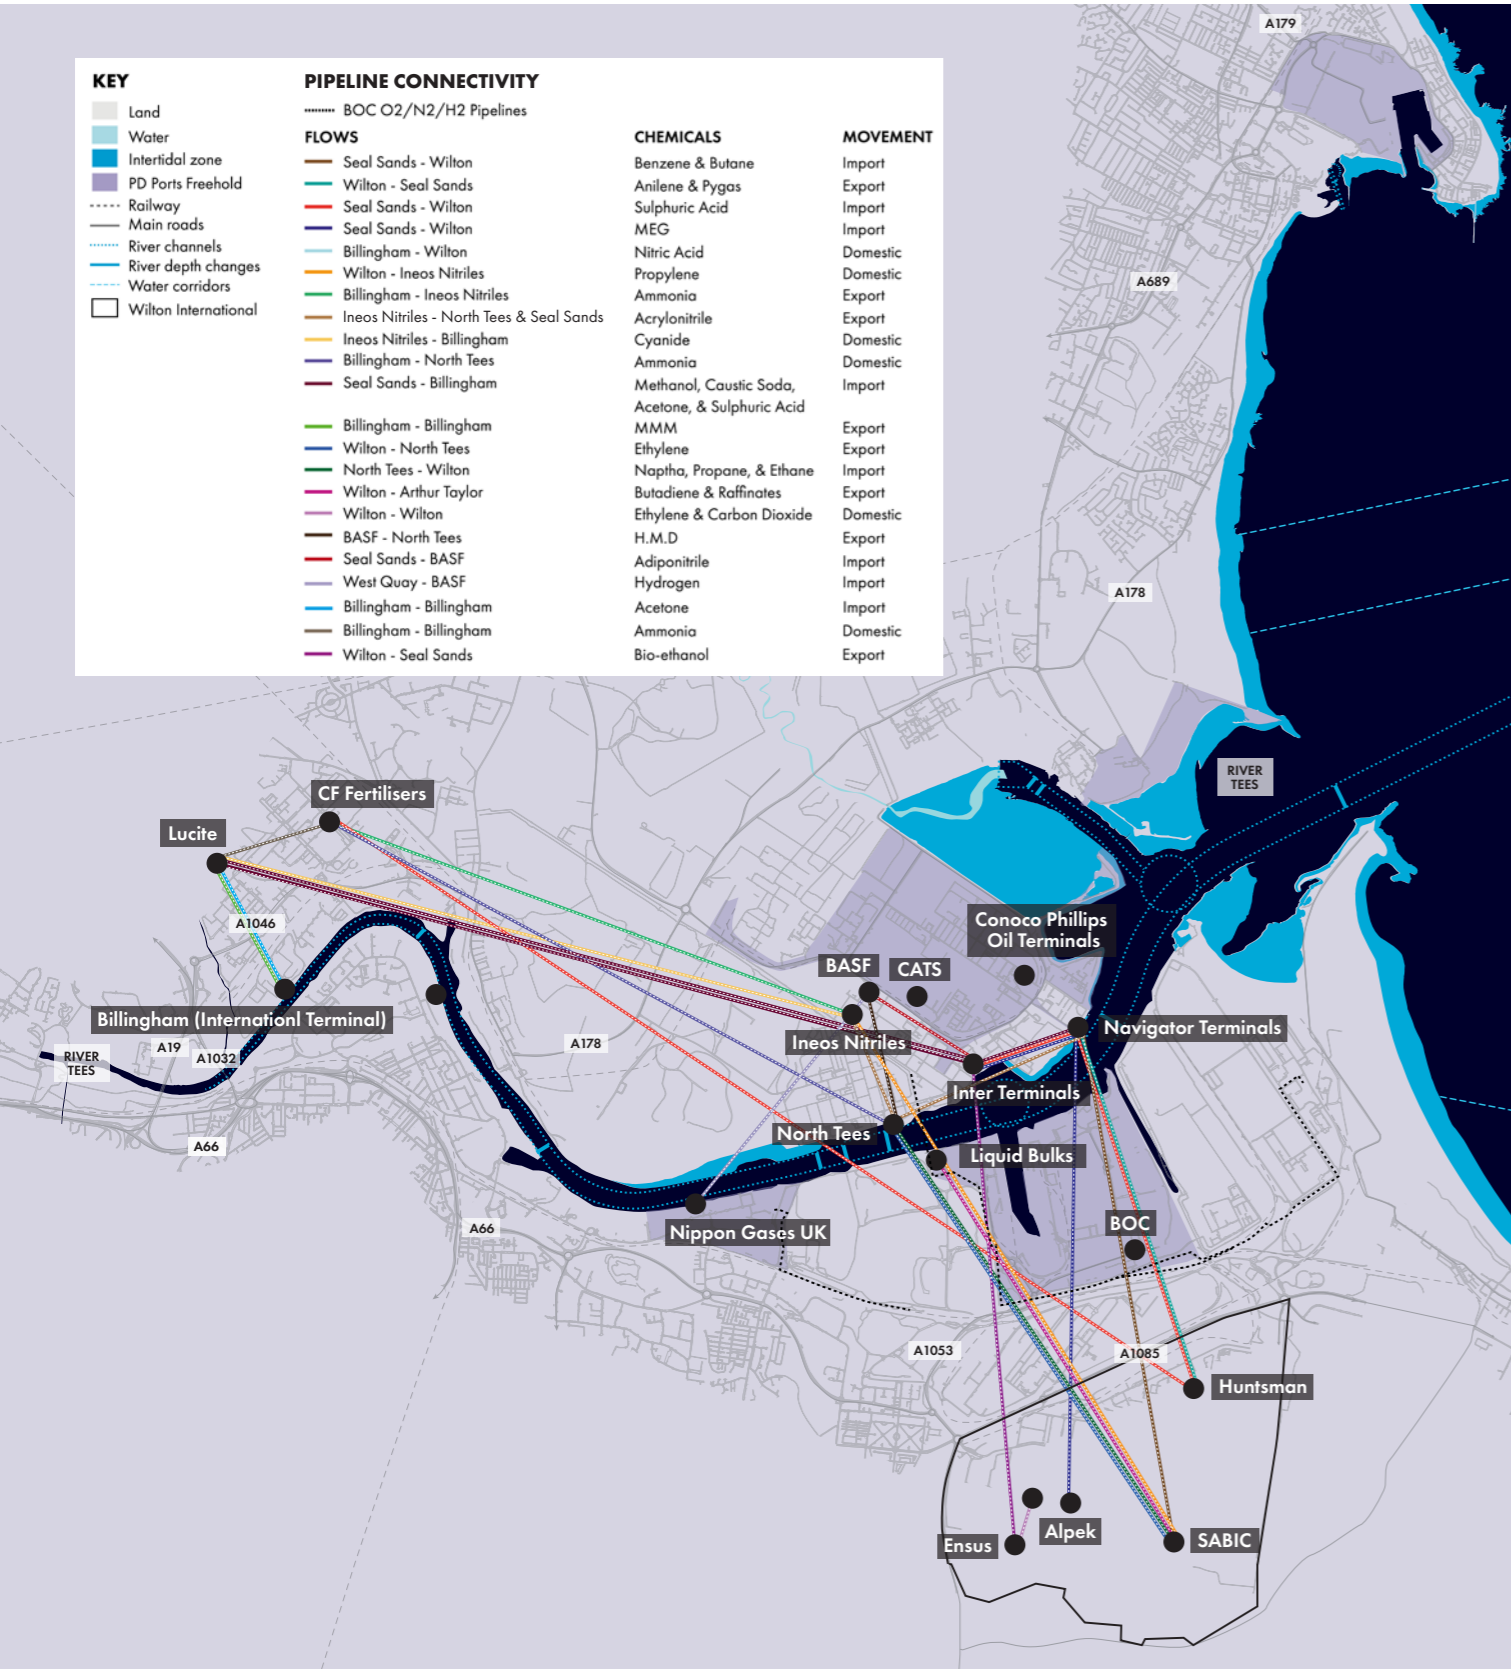 A179
KEY
Land
Water
Intertidal zone
PD Ports Freehold
Railway
Main roads
River channels
River depth changes
Water corridors
Wilton International
PIPELINE CONNECTIVITY
BOC O2/N2/H2 Pipelines
FLOWS CHEMICALS MOVEMENT
Seal Sands - Wilton Benzene & Butane Import
Wilton - Seal Sands Anilene & Pygas Export
Seal Sands - Wilton Sulphuric Acid Import
Seal Sands - Wilton MEG Import
Billingham - Wilton Nitric Acid Domestic
Wilton - Ineos Nitriles Propylene Domestic
Billingham - Ineos Nitriles Ammonia Export
Ineos Nitriles - North Tees & Seal Sands Acrylonitrile Export
Ineos Nitriles - Billingham Cyanide Domestic
Billingham - North Tees Ammonia Domestic
Seal Sands - Billingham Methanol, Caustic Soda, Import
Acetone, & Sulphuric Acid
Billingham - Billingham MMM Export
Wilton - North Tees Ethylene Export
North Tees - Wilton Naptha, Propane, & Ethane Import
Wilton - Arthur Taylor Butadiene & Raffinates Export
Wilton - Wilton Ethylene & Carbon Dioxide Domestic
BASF - North Tees H.M.D Export
Seal Sands - BASF Adiponitrile Import
West Quay - BASF Hydrogen Import
Billingham - Billingham Acetone Import
Billingham - Billingham Ammonia Domestic
Wilton - Seal Sands Bio-ethanol Export
A689
A178
RIVER
TEES
CF Fertilisers
Lucite
A1046
Conoco Phillips
Oil Terminals
BASF
CATS
Billingham (Internationl Terminal)
Navigator Terminals
A19
A1032
RIVER
TEES
A178
Ineos Nitriles
Inter Terminals
North Tees
A66
Liquid Bulks
A66
Nippon Gases UK
BOC
A1053
A1085
Huntsman
Alpek
Ensus
SABIC